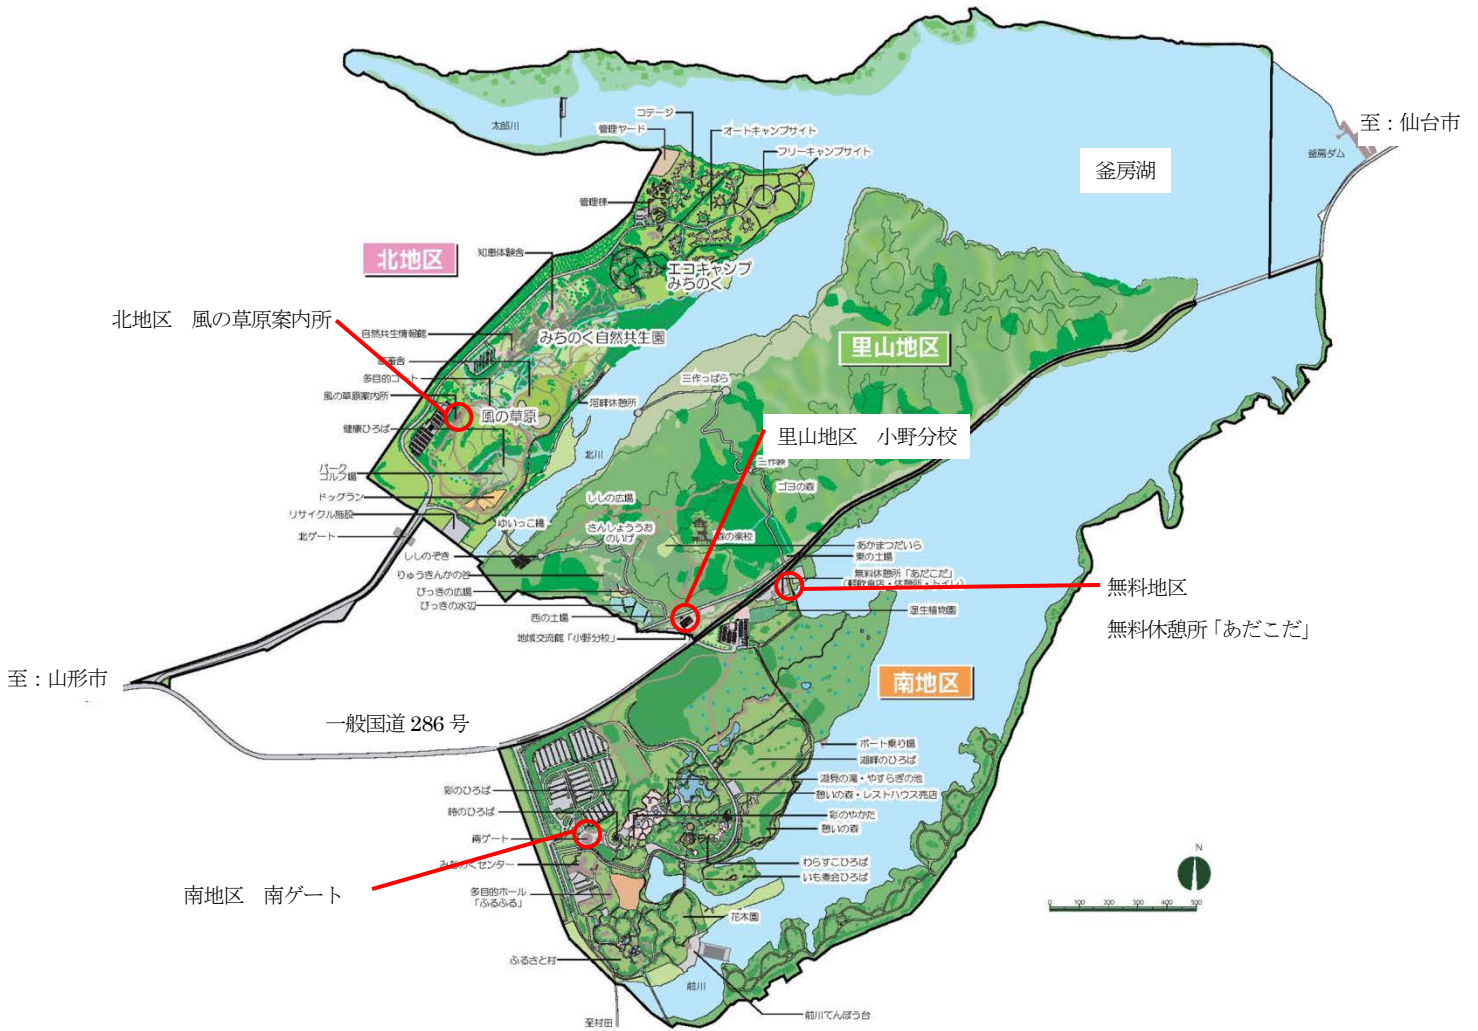 コテージ
管理ヤード
オートキャンプサイト
太郎川
フリーキャンプサイト
至：仙台市
釜房ダム
釜房湖
管理棟
北地区
知恵体験舎
エコキャンプ
みちのく
北地区　風の草原案内所
自然共生情報館
みちのく自然共生園
里山地区
多目的コート
三作っぱら
風の草原案内所
河畔休憩所
風の草原
健康ひろば
里山地区　小野分校
北川
三作峠
パーク
ゴルフ場
ゴヨの森
ドッグラン
ししの広場
リサイクル施設
ゆいっこ橋
さんしょううお
のいけ
森の楽校
北ゲート
あかまつだいら
東の土場
ししのぞき
無料休憩所「あだこだ」
（軽飲食店・休憩所・トイレ）
りゅうきんかの谷
無料地区
びっきの広場
びっきの水辺
湿生植物園
西の土場
無料休憩所「あだこだ」
地域交流館「小野分校」
至：山形市
南地区
一般国道 286 号
ボート乗り場
湖畔のひろば
湖見の滝・やすらぎの池
彩のひろば
憩いの森・レストハウス売店
時のひろば
彩のやかた
憩いの森
南ゲート
みちのくセンター
わらすこひろば
いも煮会ひろば
南地区　南ゲート
多目的ホール
「ふるふる」
花木園
N
0 100 200 300 400 500
ふるさと村
前川
前川てんぼう台
至村田